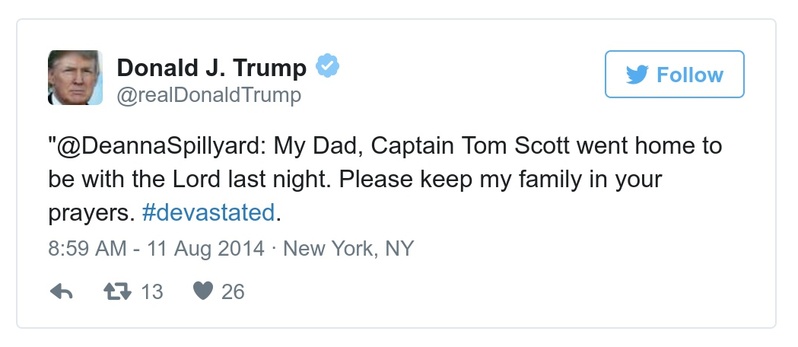 Donald J. Trump
@realDonaldTrump
Follow
"@DeannaSpillyard: My Dad, Captain Tom Scott went home to
be with the Lord last night. Please keep my family in your
prayers. #devastated.
8:59 AM - 11 Aug 2014 · New York, NY
13 26